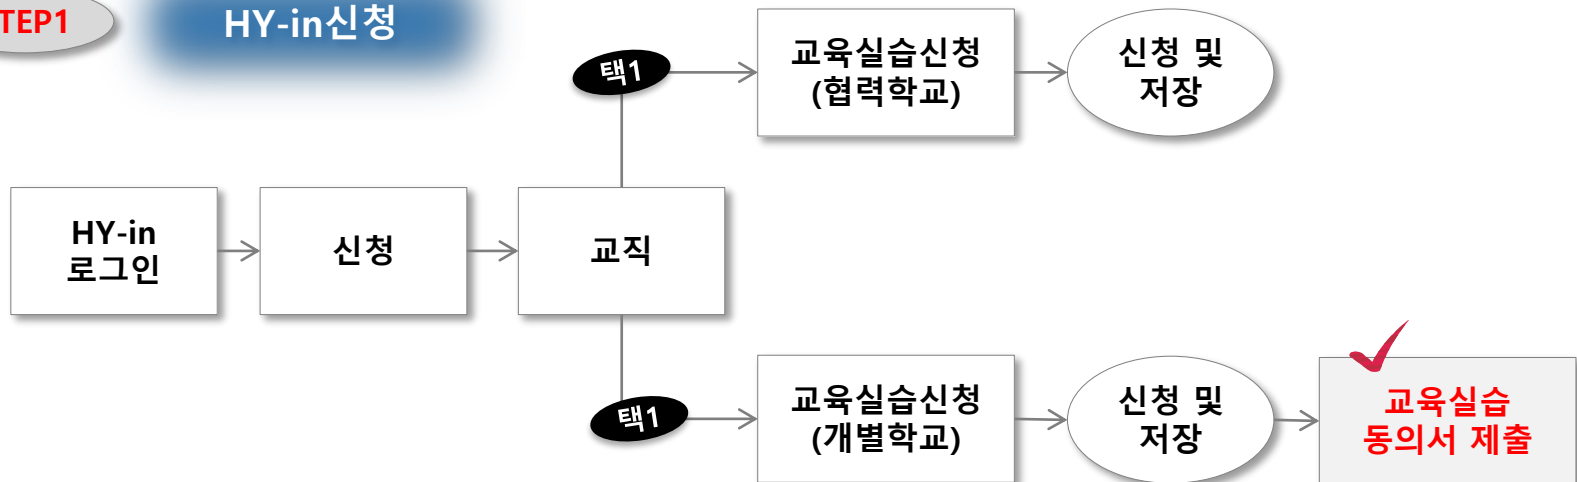 TEP1
HY-in신청
택1
교육실습신청
(협력학교)
신청 및
저장
HY-in
로그인
신청
교직
택1
교육실습신청
(개별학교)
신청 및
저장
교육실습
동의서 제출